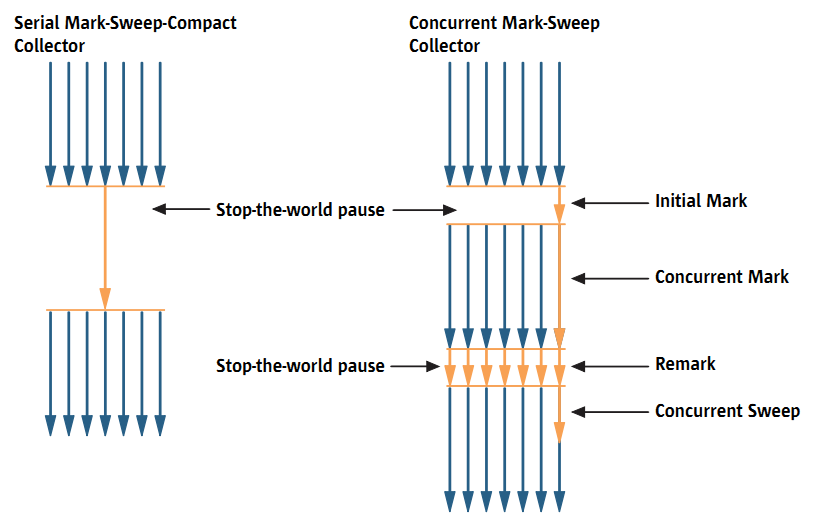 Serial Mark-Sweep-Compact
Collector
Concurrent Mark-Sweep
Collector
Stop-the-world pause
Initial Mark
Concurrent Mark
Stop-the-world pause
Remark
Concurrent Sweep